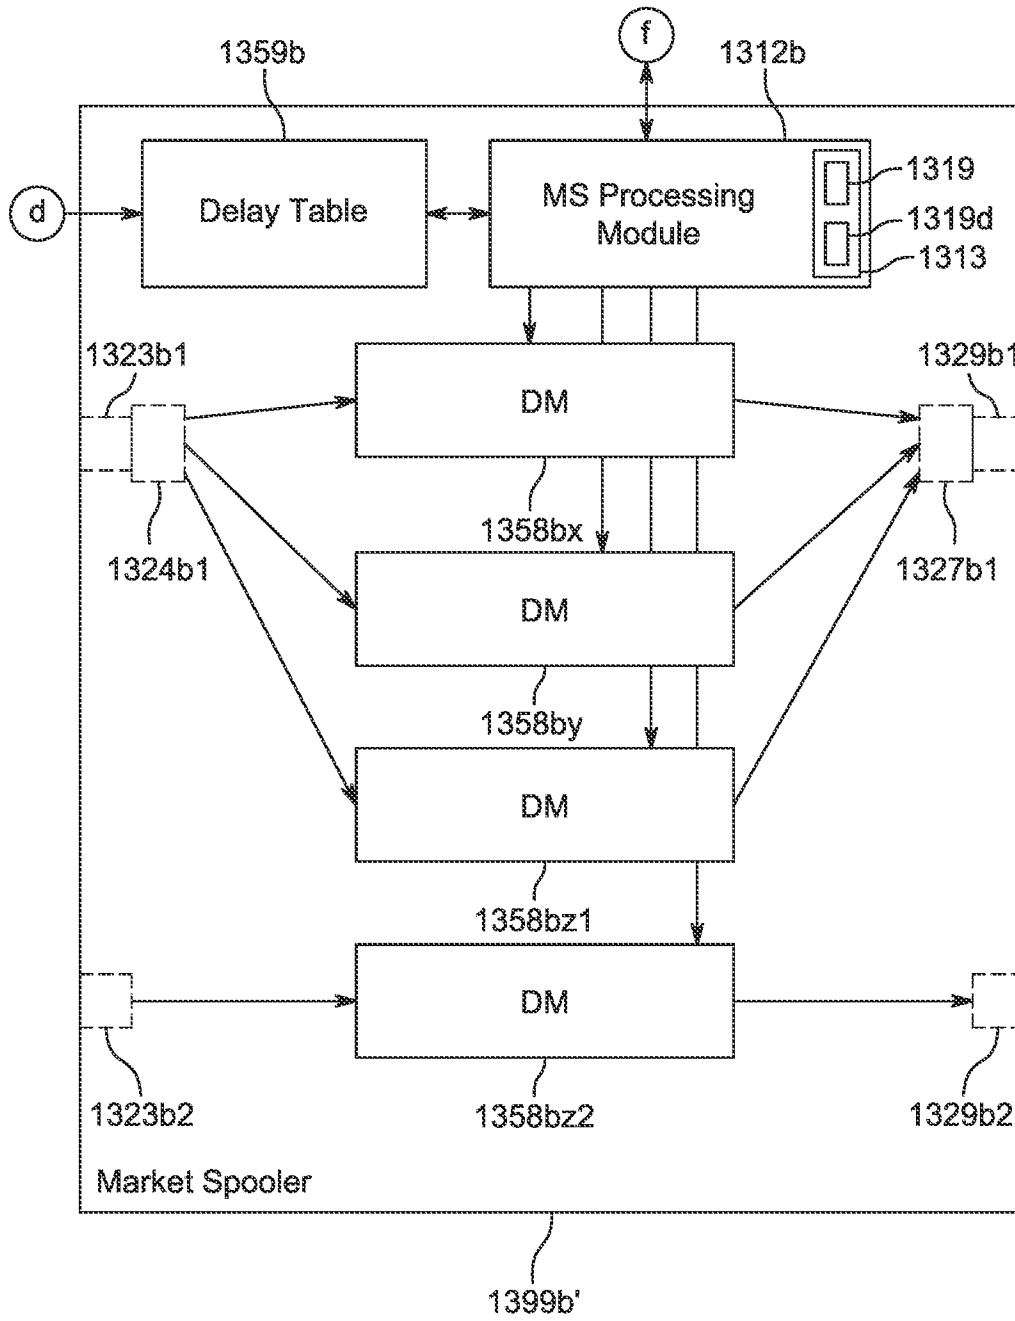 f
1359b
1312b
d
Delay Table
MS Processing
Module
1319
1319d
1313
1323b1
1329b1
DM
1324b1
1358bx
1327b1
DM
1358by
DM
1358bz1
DM
1323b2
1358bz2
1329b2
Market Spooler
1399b'